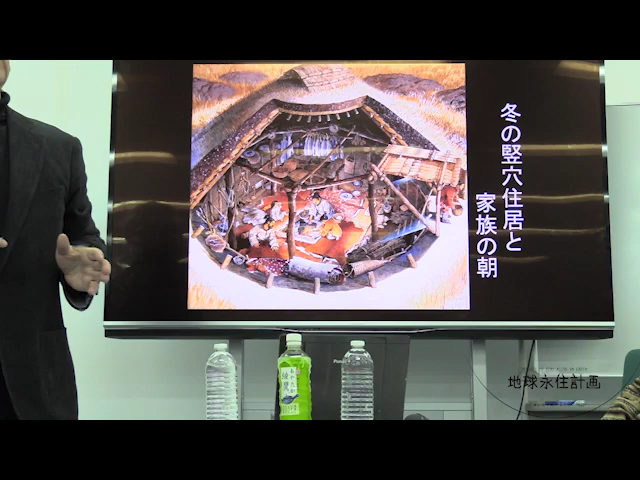 冬の竪穴住居と
家族の朝
地球永住計画